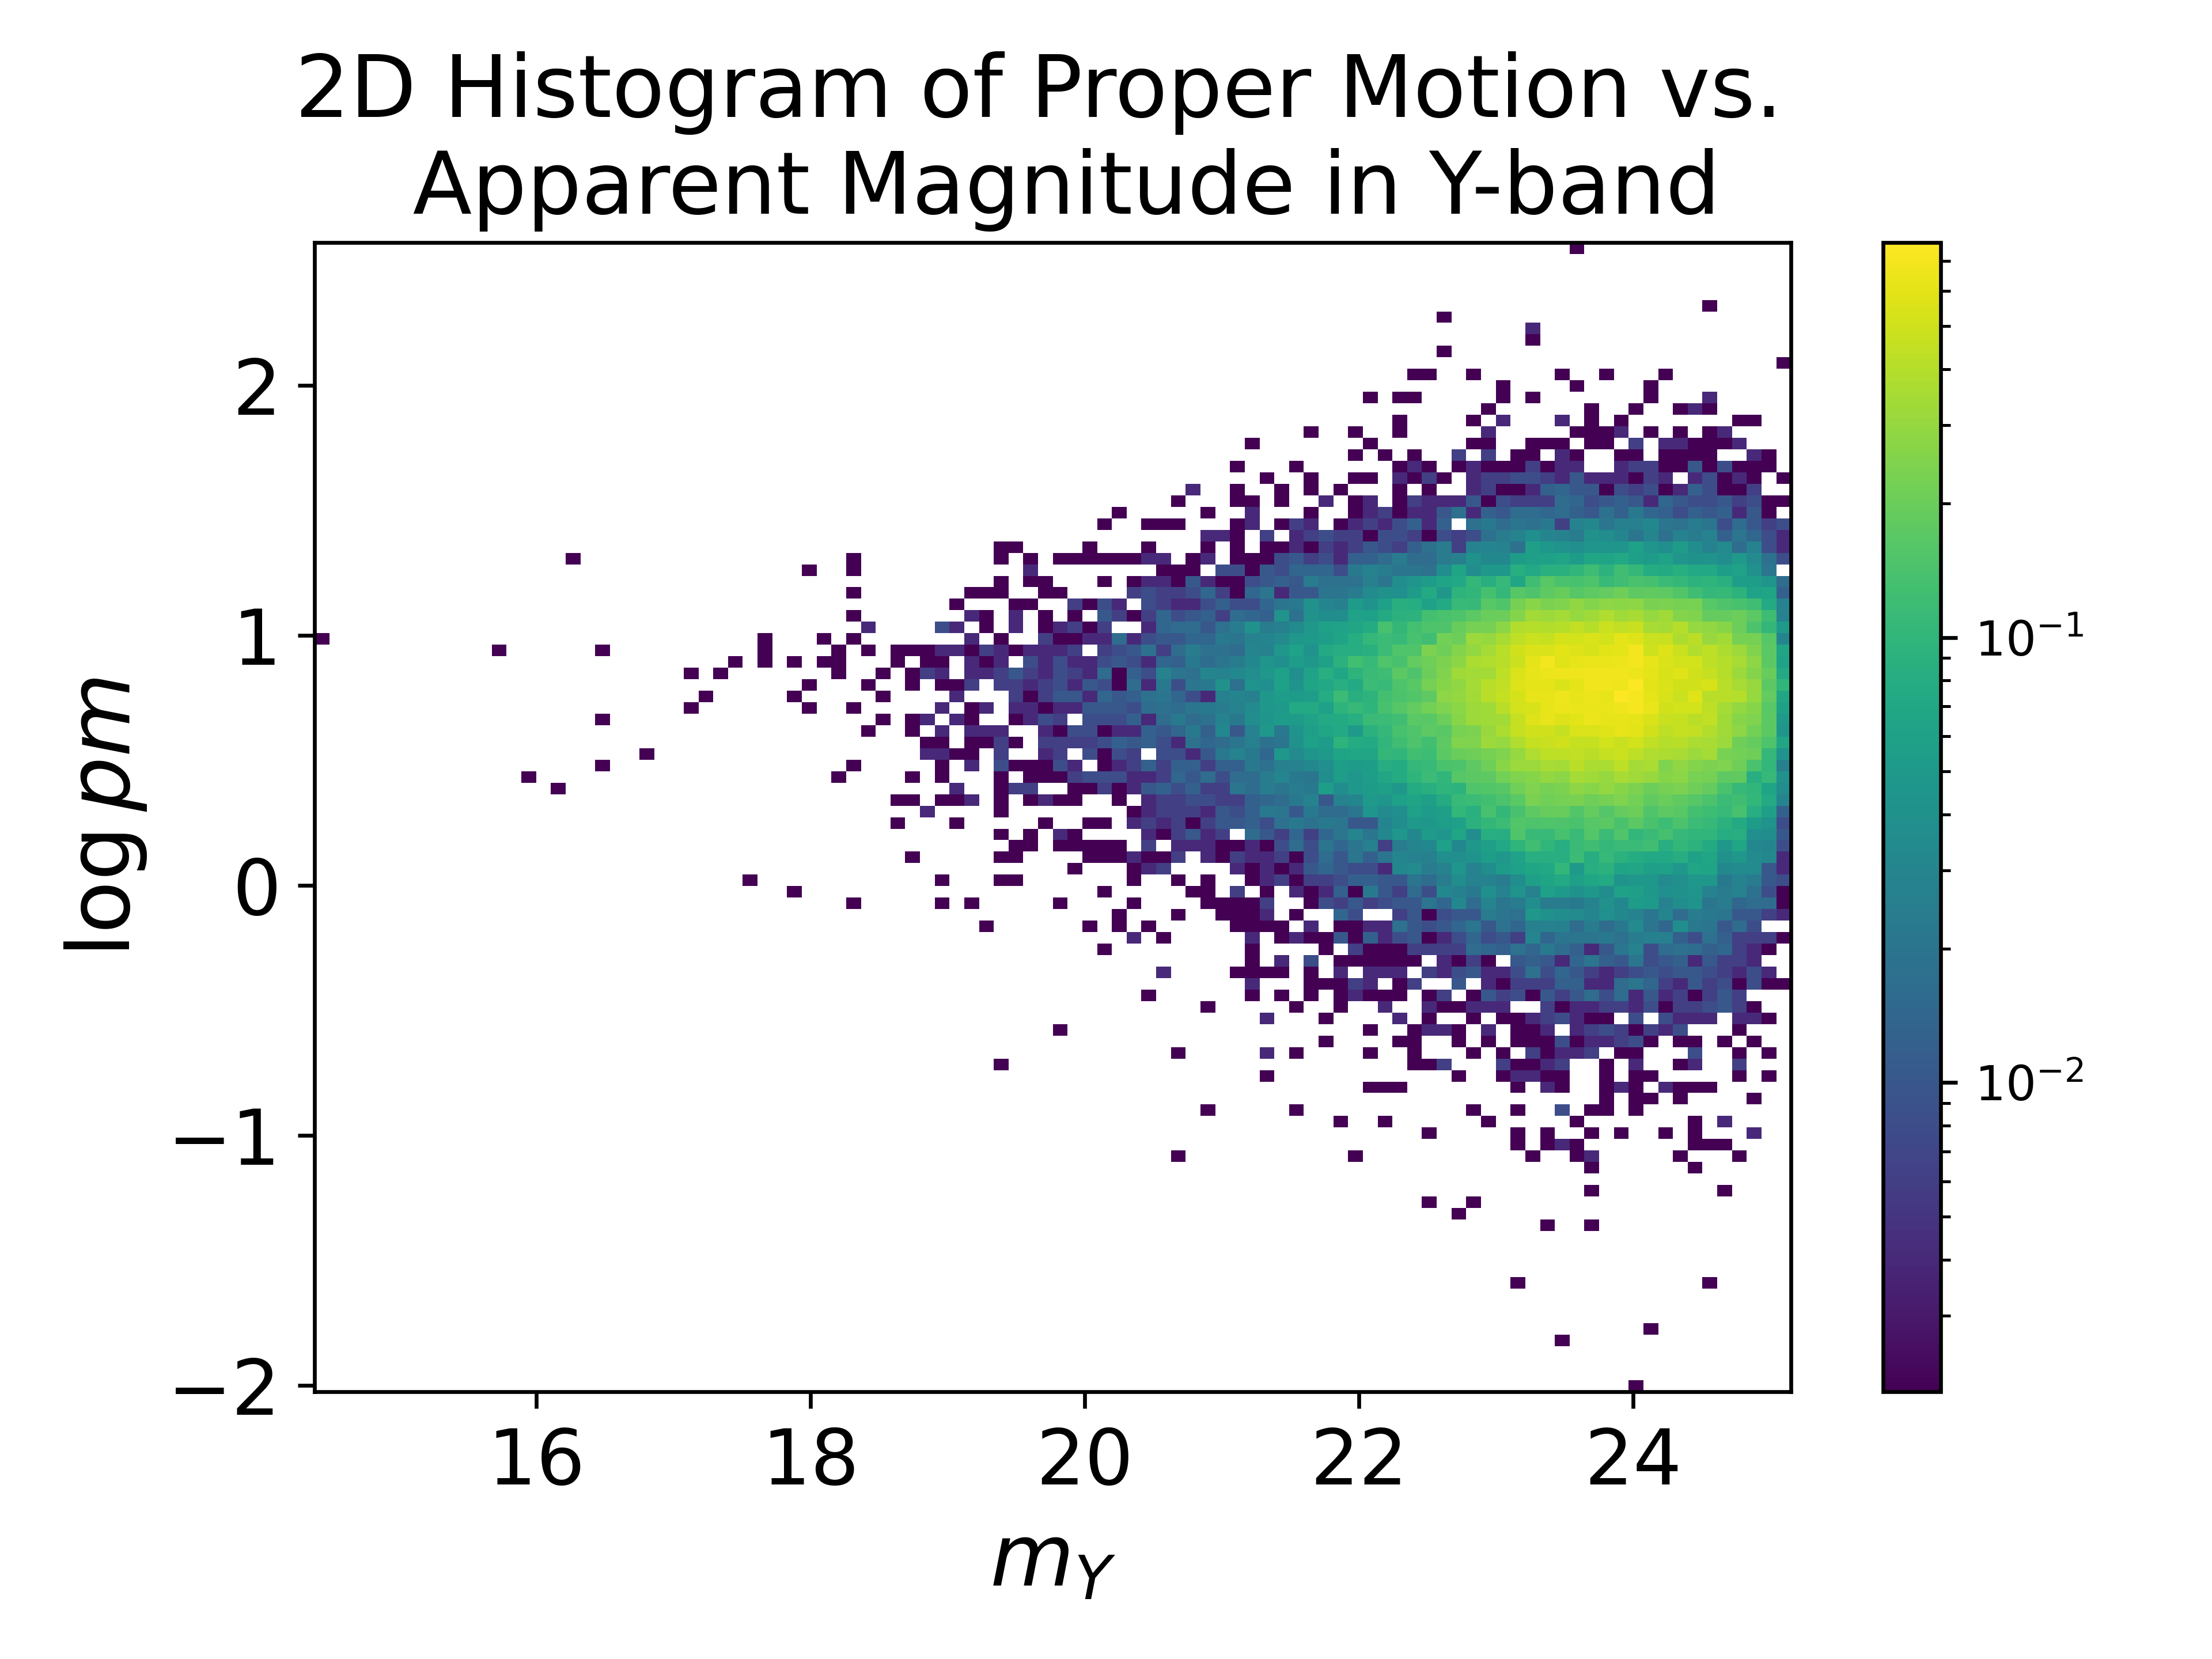 2D Histogram of Proper Motion vs.
Apparent Magnitude in Y-band
log pm
2
1
0
−1
−2
16 18 20 22 24
m_Y
10⁻¹
10⁻²